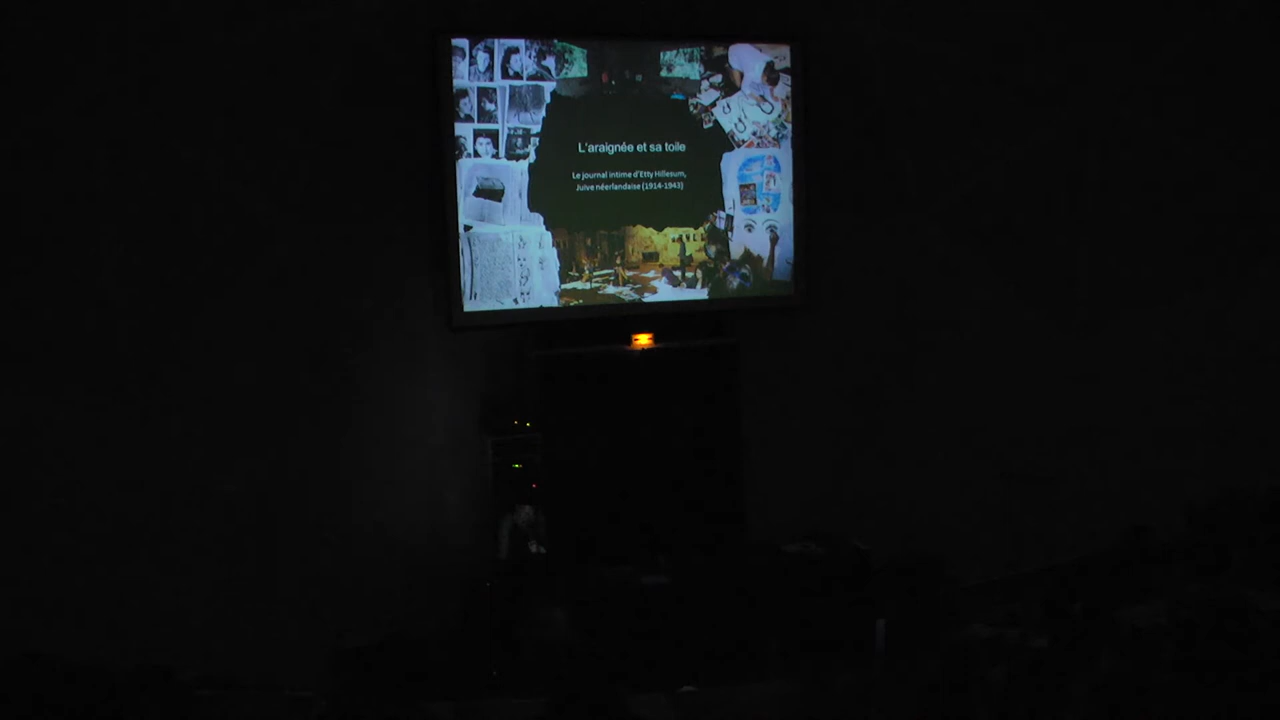 L'araignée et sa toile
Le journal intime d'Etty Hillesum,
Juive néerlandaise (1914-1943)